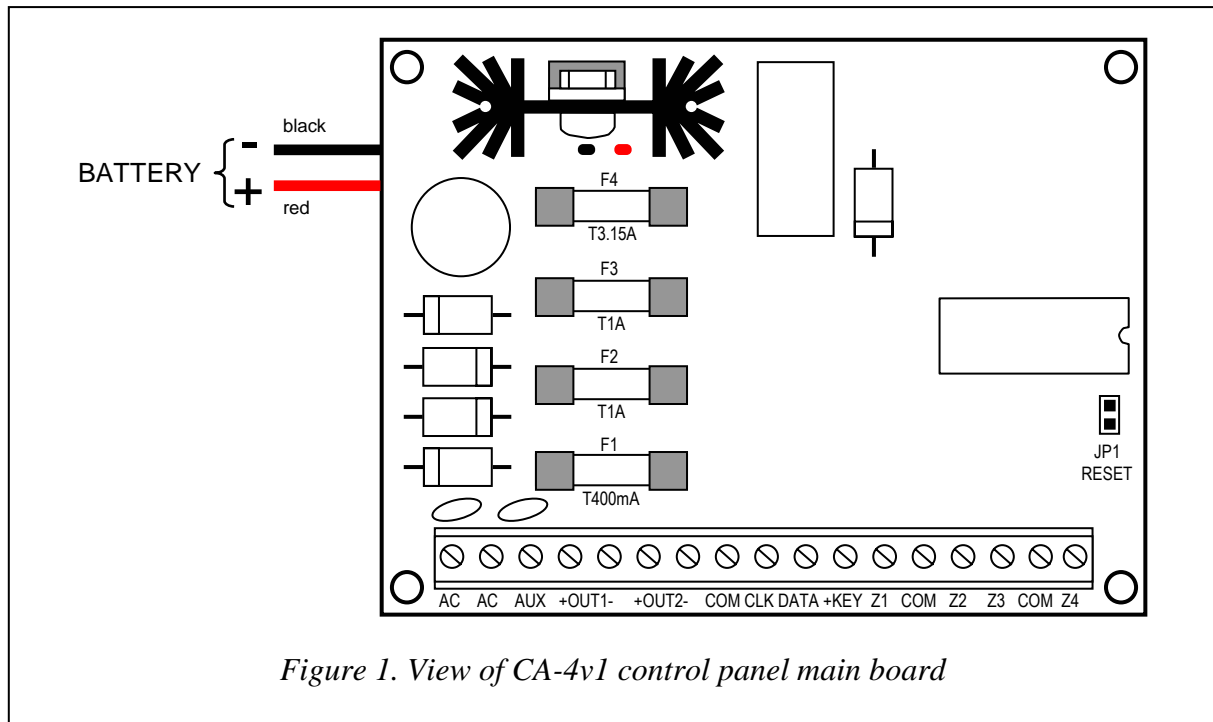 black
-
BATTERY {
+
red
F4
T3.15A
F3
T1A
F2
T1A
F1
T400mA
JP1
RESET
AC AC AUX +OUT1- +OUT2- COM CLK DATA +KEY Z1 COM Z2 Z3 COM Z4
Figure 1. View of CA-4v1 control panel main board